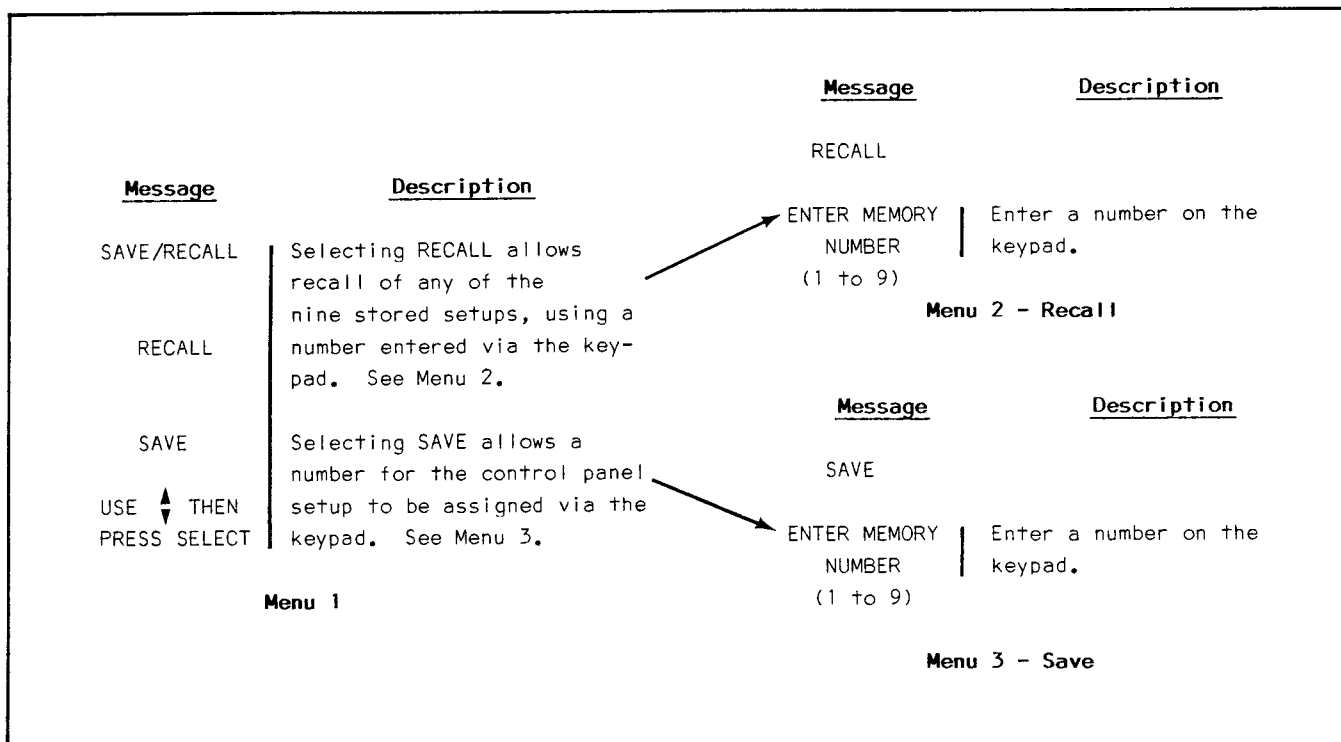 Message Description
SAVE/RECALL Selecting RECALL allows
recall of any of the
nine stored setups, using a
RECALL number entered via the key-
pad. See Menu 2.
SAVE Selecting SAVE allows a
number for the control panel
USE THEN setup to be assigned via the
PRESS SELECT keypad. See Menu 3.
Menu 1
Message Description
RECALL
ENTER MEMORY Enter a number on the
NUMBER keypad.
(1 to 9)
Menu 2 - Recall
Message Description
SAVE
ENTER MEMORY Enter a number on the
NUMBER keypad.
(1 to 9)
Menu 3 - Save